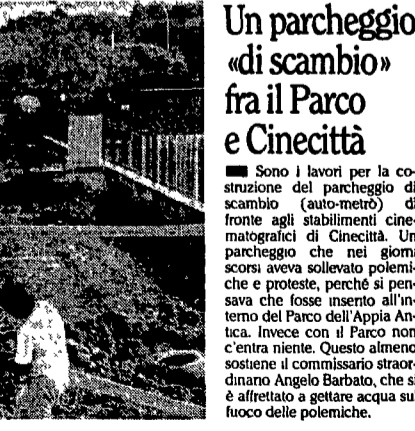 Un parcheggio
«di scambio»
fra il Parco
e Cinecittà
Sono i lavori per la co-
struzione del parcheggio di
scambio (auto-metrò) di
fronte agli stabilimenti cine-
matografici di Cinecittà. Un
parcheggio che nei giorni
scorsi aveva sollevato polemi-
che e proteste, perché si pen-
sava che fosse inserito all'in-
terno del Parco dell'Appia An-
tica. Invece con il Parco non
c'entra niente. Questo almeno
sostiene il commissario straor-
dinario Angelo Barbato, che si
è affrettato a gettare acqua sul
fuoco delle polemiche.